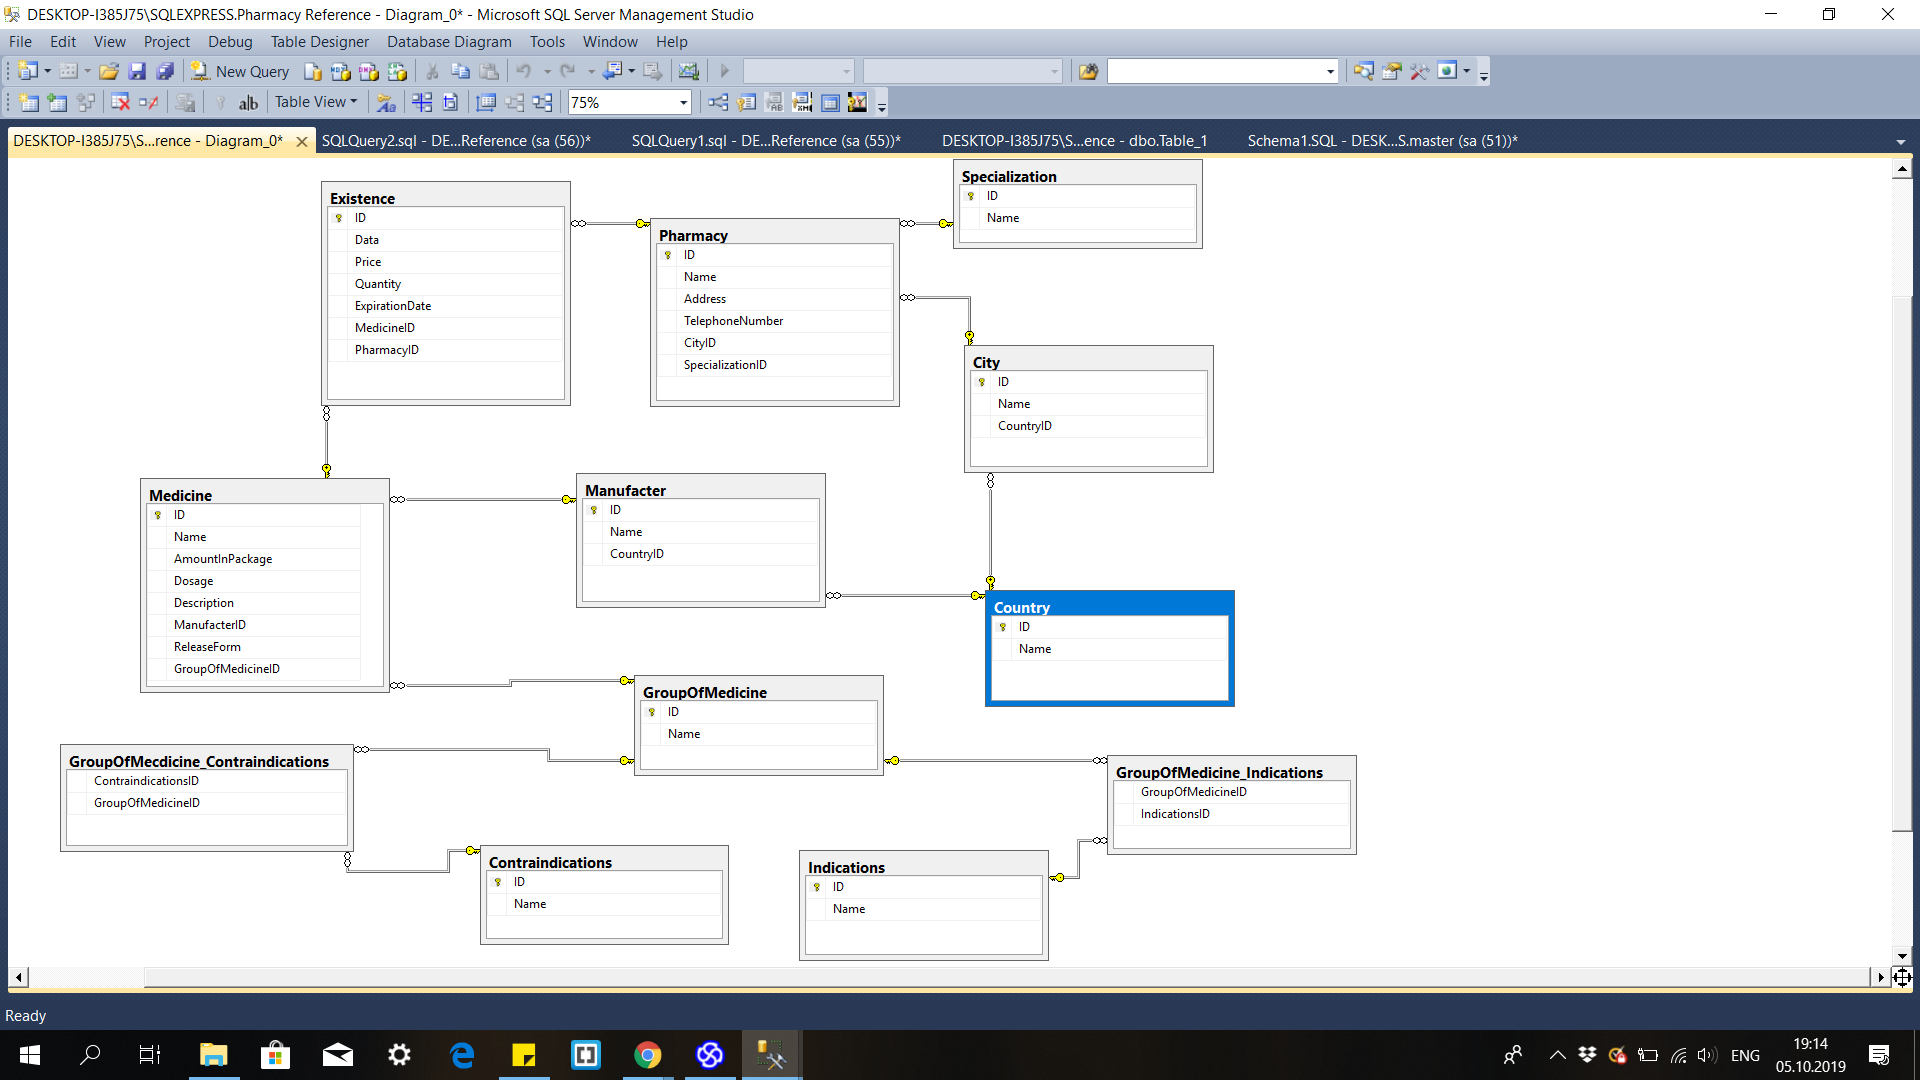 DESKTOP-I385J75\SQLEXPRESS.Pharmacy Reference - Diagram_0* - Microsoft SQL Server Management Studio
File Edit View Project Debug Table Designer Database Diagram Tools Window Help
New Query
a|b Table View 75%
DESKTOP-I385J75\S...rence - Diagram_0* SQLQuery2.sql - DE...Reference (sa (56))* SQLQuery1.sql - DE...Reference (sa (55))* DESKTOP-I385J75\S...ence - dbo.Table_1 Schema1.SQL - DESK...S.master (sa (51))*
Existence
ID
Data
Price
Quantity
ExpirationDate
MedicineID
PharmacyID
Pharmacy
ID
Name
Address
TelephoneNumber
CityID
SpecializationID
Specialization
ID
Name
City
ID
Name
CountryID
Medicine
ID
Name
AmountInPackage
Dosage
Description
ManufacterID
ReleaseForm
GroupOfMedicineID
Manufacter
ID
Name
CountryID
Country
ID
Name
GroupOfMedicine
ID
Name
GroupOfMecdicine_Contraindications
ContraindicationsID
GroupOfMedicineID
GroupOfMedicine_Indications
GroupOfMedicineID
IndicationsID
Contraindications
ID
Name
Indications
ID
Name
Ready
ENG
19:14
05.10.2019